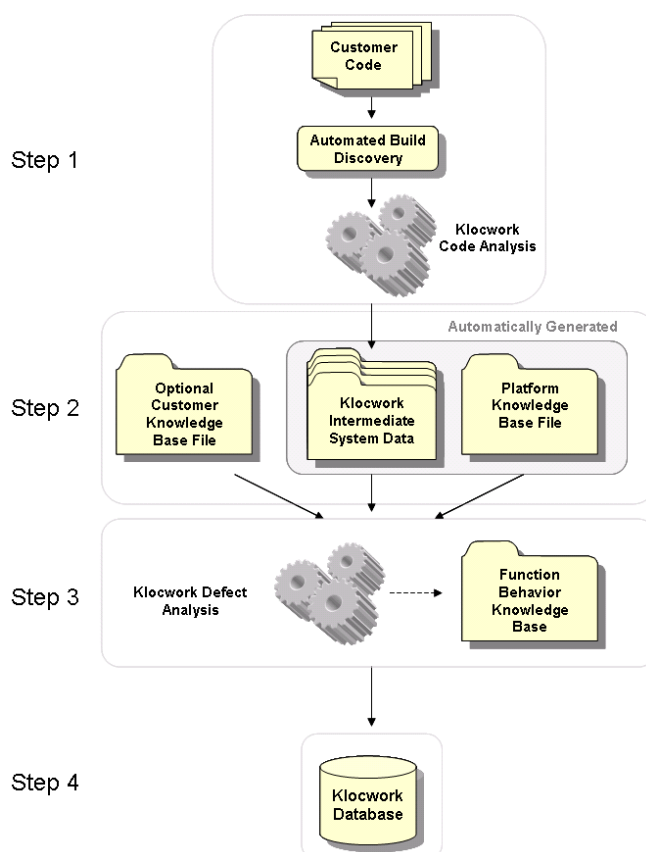 Customer
Code
Step 1
Automated Build
Discovery
Klocwork
Code Analysis
Automatically Generated
Step 2
Optional
Customer
Knowledge
Base File
Klocwork
Intermediate
System Data
Platform
Knowledge
Base File
Step 3
Klocwork Defect
Analysis
Function
Behavior
Knowledge
Base
Step 4
Klocwork
Database